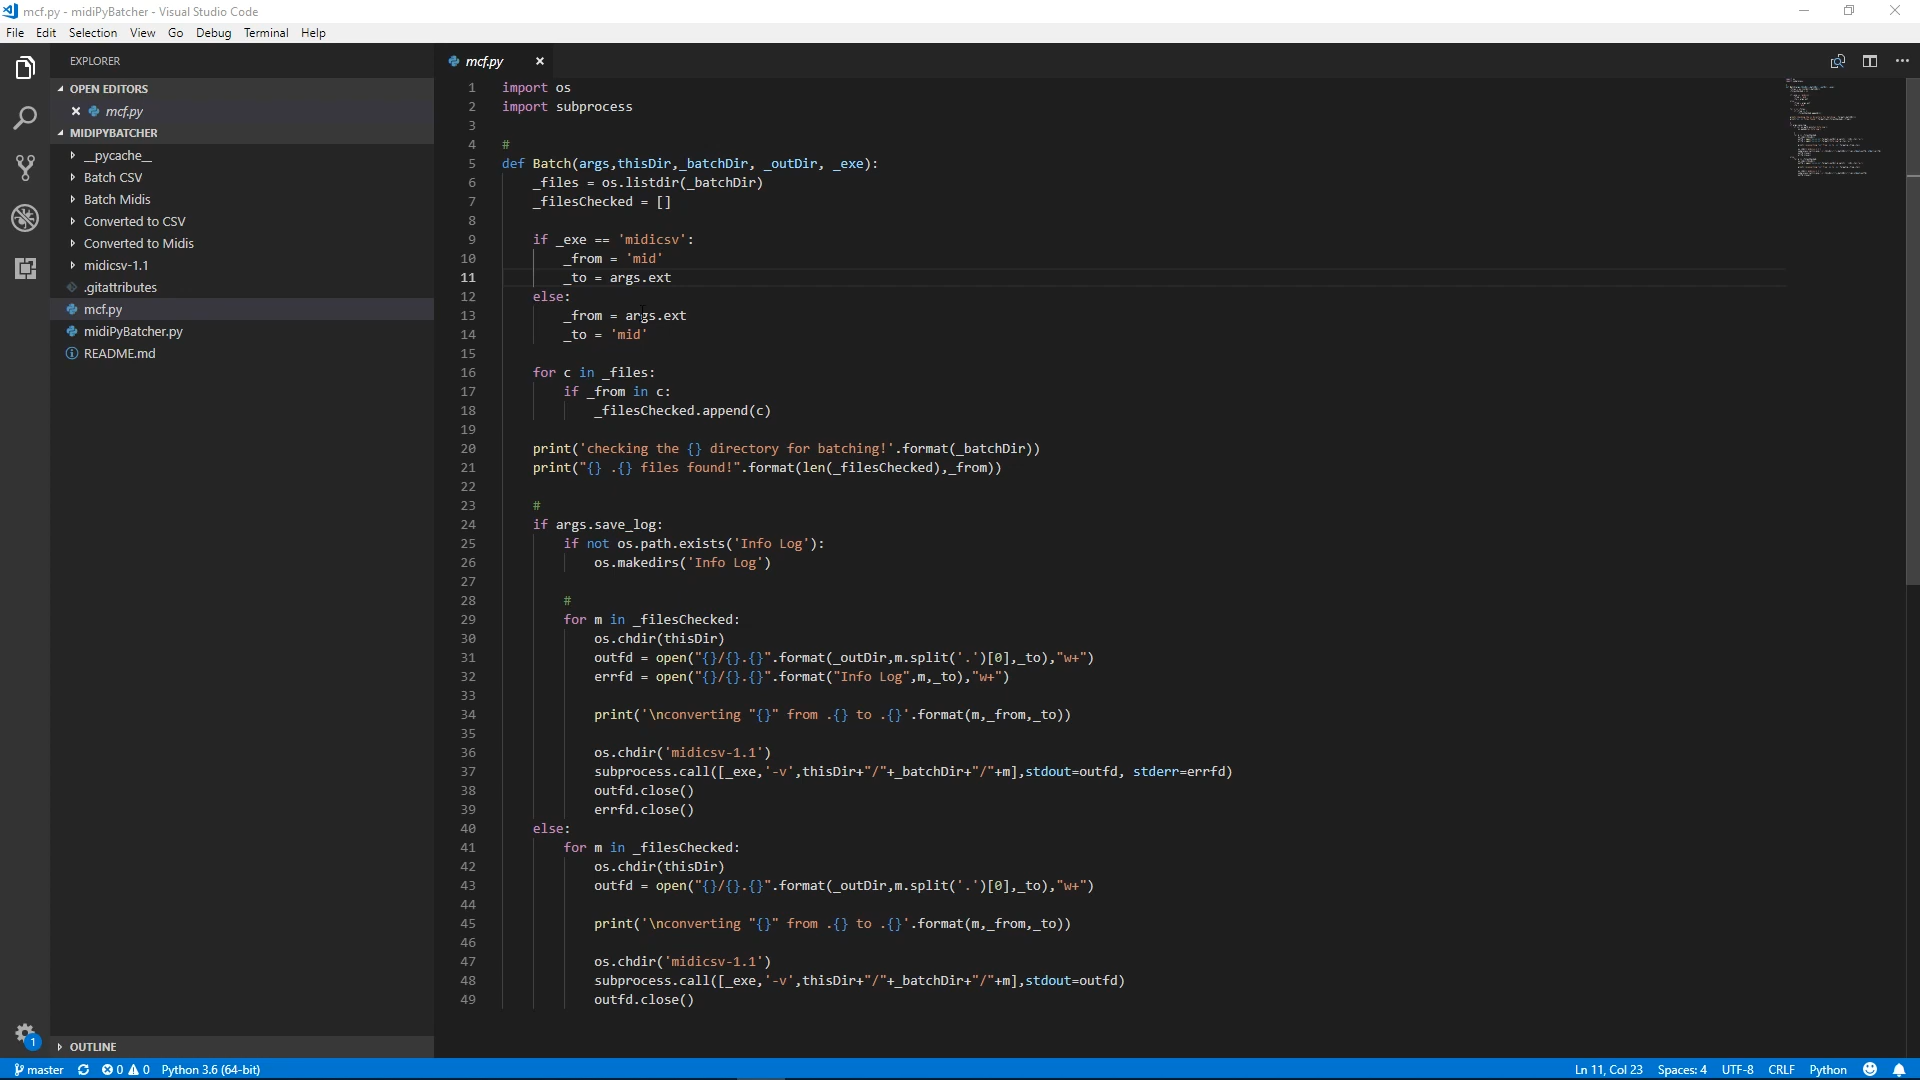 mcf.py - midiPyBatcher - Visual Studio Code
File Edit Selection View Go Debug Terminal Help
EXPLORER
OPEN EDITORS
mcf.py
MIDIPYBATCHER
__pycache__
Batch CSV
Batch Midis
Converted to CSV
Converted to Midis
midicsv-1.1
.gitattributes
mcf.py
midiPyBatcher.py
README.md
OUTLINE
1
mcf.py
1 import os
2 import subprocess
3
4 #
5 def Batch(args,thisDir,_batchDir, _outDir, _exe):
6 _files = os.listdir(_batchDir)
7 _filesChecked = []
8
9 if _exe == 'midicsv':
10 _from = 'mid'
11 _to = args.ext
12 else:
13 _from = args.ext
14 _to = 'mid'
15
16 for c in _files:
17 if _from in c:
18 _filesChecked.append(c)
19
20 print('checking the {} directory for batching!'.format(_batchDir))
21 print("{} .{} files found!".format(len(_filesChecked),_from))
22
23 #
24 if args.save_log:
25 if not os.path.exists('Info Log'):
26 os.makedirs('Info Log')
27
28 #
29 for m in _filesChecked:
30 os.chdir(thisDir)
31 outfd = open("{}/{}.{}".format(_outDir,m.split('.')[0],_to),"w+")
32 errfd = open("{}/{}.{}".format("Info Log",m,_to),"w+")
33
34 print('\nconverting "{}" from .{} to .{}'.format(m,_from,_to))
35
36 os.chdir('midicsv-1.1')
37 subprocess.call([_exe,'-v',thisDir+"/"+_batchDir+"/"+m],stdout=outfd, stderr=errfd)
38 outfd.close()
39 errfd.close()
40 else:
41 for m in _filesChecked:
42 os.chdir(thisDir)
43 outfd = open("{}/{}.{}".format(_outDir,m.split('.')[0],_to),"w+")
44
45 print('\nconverting "{}" from .{} to .{}'.format(m,_from,_to))
46
47 os.chdir('midicsv-1.1')
48 subprocess.call([_exe,'-v',thisDir+"/"+_batchDir+"/"+m],stdout=outfd)
49 outfd.close()
master 0 0 Python 3.6 (64-bit) Ln 11, Col 23 Spaces: 4 UTF-8 CRLF Python